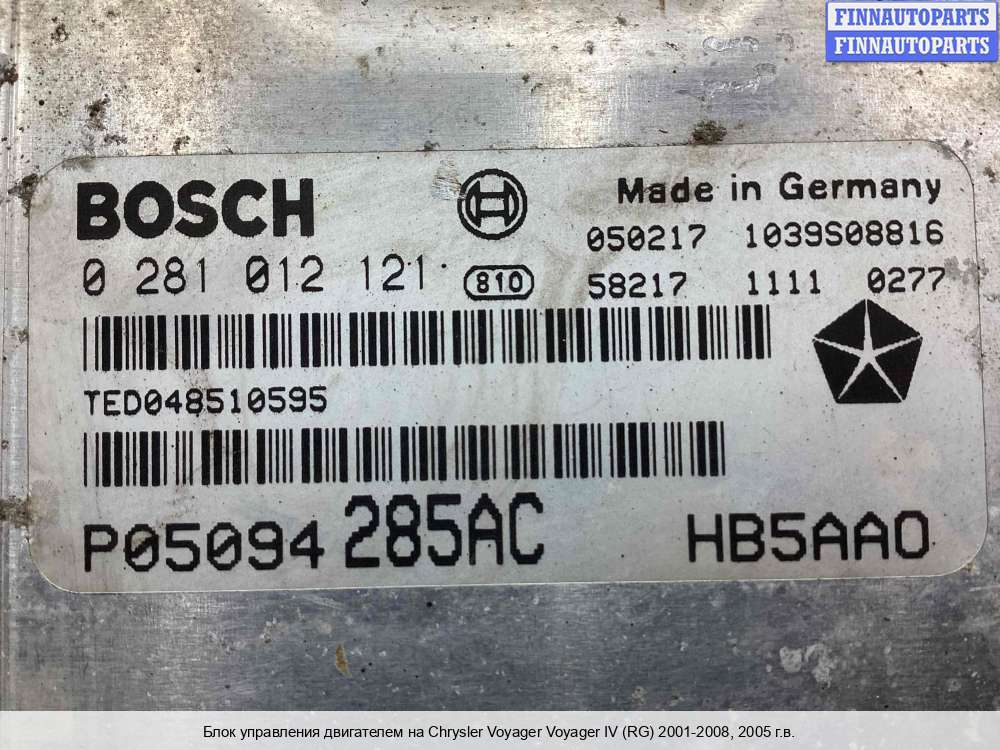 FINNAUTOPARTS
FINNAUTOPARTS
BOSCH
Made in Germany
050217 1039S08816
0 281 012 121
810
58217 1111 0277
TED048510595
P05094 285AC HB5AA0
Блок управления двигателем на Chrysler Voyager Voyager IV (RG) 2001-2008, 2005 г.в.